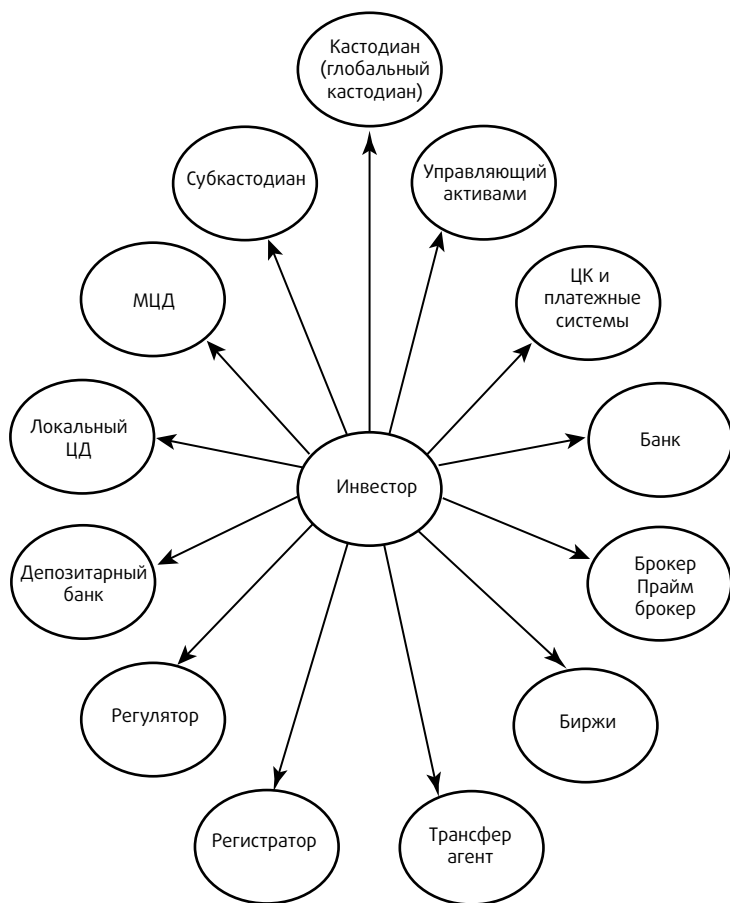 Кастодиан
(глобальный
кастодиан)
Субкастодиан
Управляющий
активами
МЦД
ЦК и
платежные
системы
Локальный
ЦД
Банк
Инвестор
Депозитарный
банк
Брокер
Прайм
брокер
Регулятор
Биржи
Регистратор
Трансфер
агент